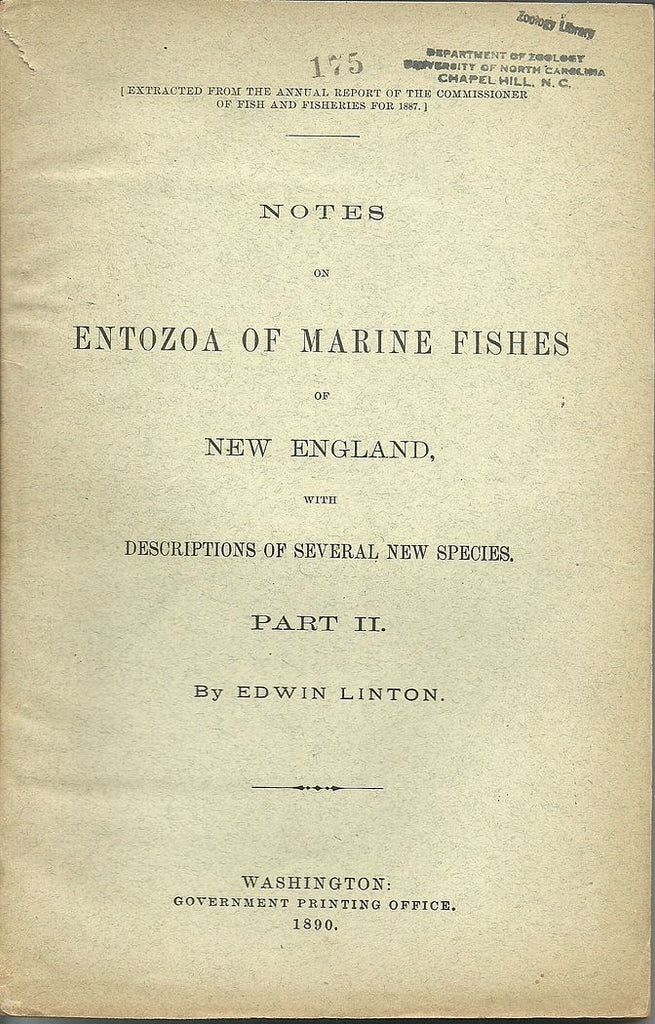 Zoology Library
175
DEPARTMENT OF ZOOLOGY
UNIVERSITY OF NORTH CAROLINA
CHAPEL HILL, N. C.
[ EXTRACTED FROM THE ANNUAL REPORT OF THE COMMISSIONER
OF FISH AND FISHERIES FOR 1887. ]
NOTES
ON
ENTOZOA OF MARINE FISHES
OF
NEW ENGLAND,
WITH
DESCRIPTIONS OF SEVERAL NEW SPECIES.
PART II.
By EDWIN LINTON.
WASHINGTON:
GOVERNMENT PRINTING OFFICE.
1890.